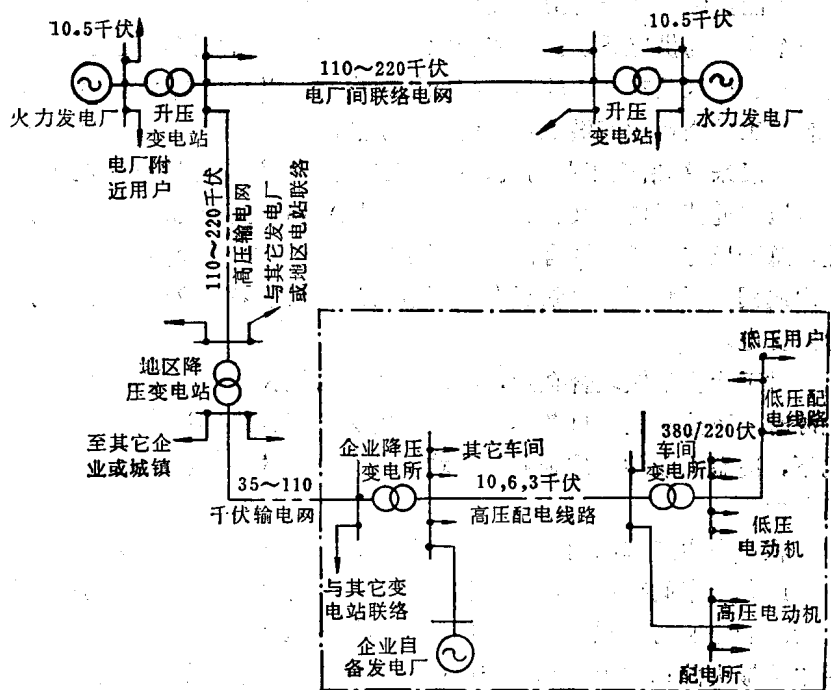 10.5千伏
10.5千伏
110~220千伏
电厂间联络电网
火力发电厂
升压
变电站
升压
变电站
水力发电厂
电厂附
近用户
110~220千伏
高压输电网
与其它发电厂
或地区电站联络
地区降
压变电站
至其它企
业或城镇
35~110
千伏输电网
企业降压
变电所
其它车间
10,6,3千伏
高压配电线路
与其它变
电站联络
企业自
备发电厂
低压用户
低压配
电线路
380/220伏
车间
变电所
低压
电动机
高压电动机
配电所